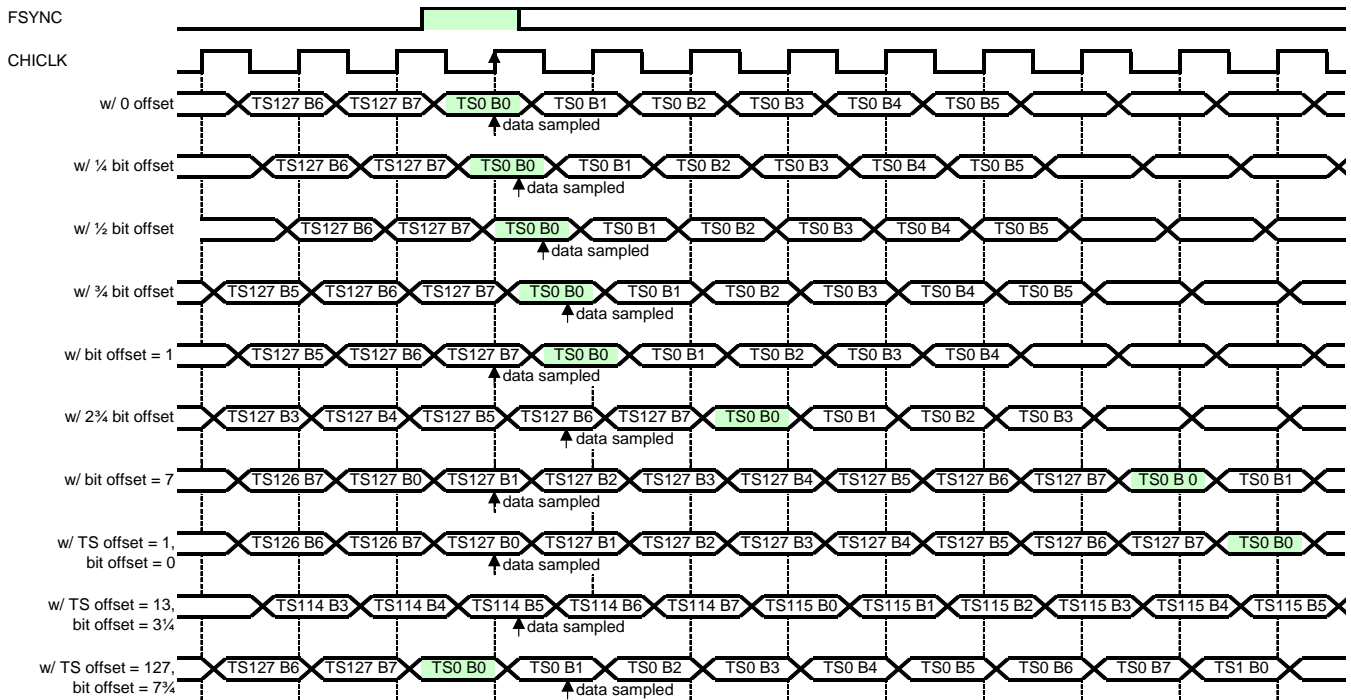 FSYNC
CHICLK
w/ 0 offset TS127 B6 TS127 B7 TS0 B0 TS0 B1 TS0 B2 TS0 B3 TS0 B4 TS0 B5
data sampled
w/ ¼ bit offset TS127 B6 TS127 B7 TS0 B0 TS0 B1 TS0 B2 TS0 B3 TS0 B4 TS0 B5
data sampled
w/ ½ bit offset TS127 B6 TS127 B7 TS0 B0 TS0 B1 TS0 B2 TS0 B3 TS0 B4 TS0 B5
data sampled
w/ ¾ bit offset TS127 B5 TS127 B6 TS127 B7 TS0 B0 TS0 B1 TS0 B2 TS0 B3 TS0 B4 TS0 B5
data sampled
w/ bit offset = 1 TS127 B5 TS127 B6 TS127 B7 TS0 B0 TS0 B1 TS0 B2 TS0 B3 TS0 B4
data sampled
w/ 2¾ bit offset TS127 B3 TS127 B4 TS127 B5 TS127 B6 TS127 B7 TS0 B0 TS0 B1 TS0 B2 TS0 B3
data sampled
w/ bit offset = 7 TS126 B7 TS127 B0 TS127 B1 TS127 B2 TS127 B3 TS127 B4 TS127 B5 TS127 B6 TS127 B7 TS0 B 0 TS0 B1
data sampled
w/ TS offset = 1, TS126 B6 TS126 B7 TS127 B0 TS127 B1 TS127 B2 TS127 B3 TS127 B4 TS127 B5 TS127 B6 TS127 B7 TS0 B0
bit offset = 0 data sampled
w/ TS offset = 13, TS114 B3 TS114 B4 TS114 B5 TS114 B6 TS114 B7 TS115 B0 TS115 B1 TS115 B2 TS115 B3 TS115 B4 TS115 B5
bit offset = 3¼ data sampled
w/ TS offset = 127, TS127 B6 TS127 B7 TS0 B0 TS0 B1 TS0 B2 TS0 B3 TS0 B4 TS0 B5 TS0 B6 TS0 B7 TS1 B0
bit offset = 7¾ data sampled